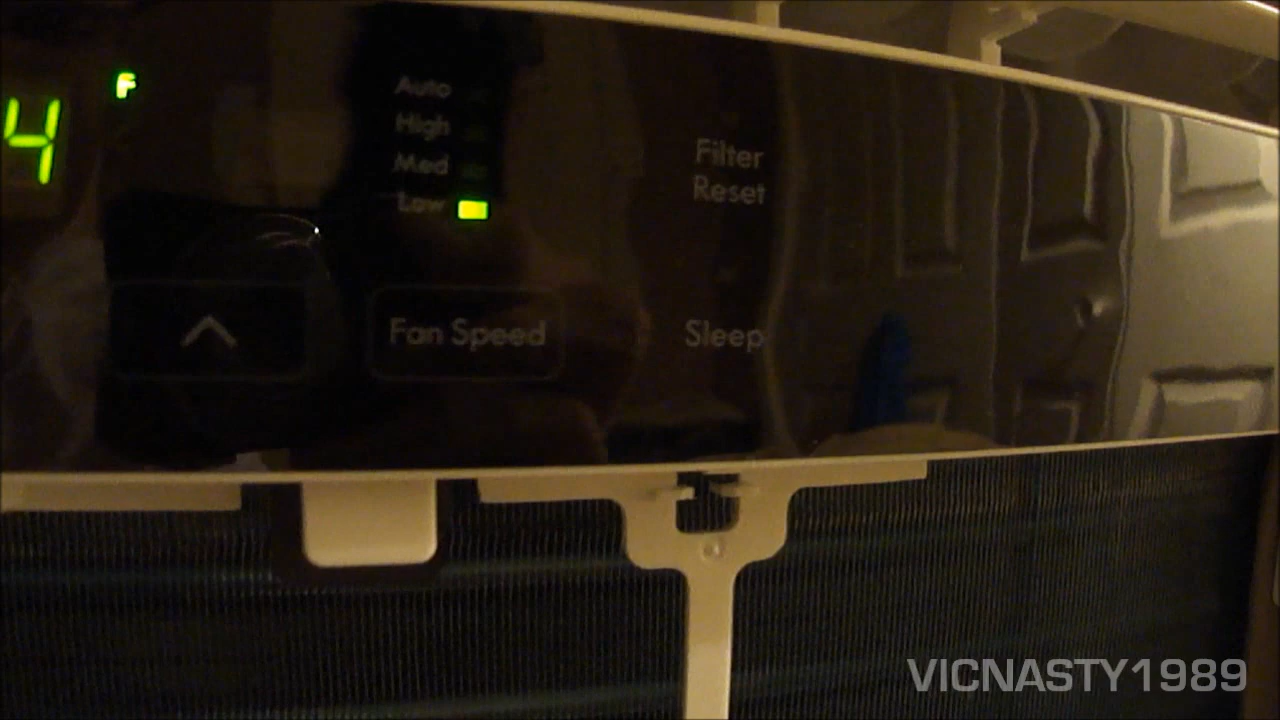 4
F
Auto
High
Med
Low
Filter
Reset
Fan Speed
Sleep
VICNASTY1989